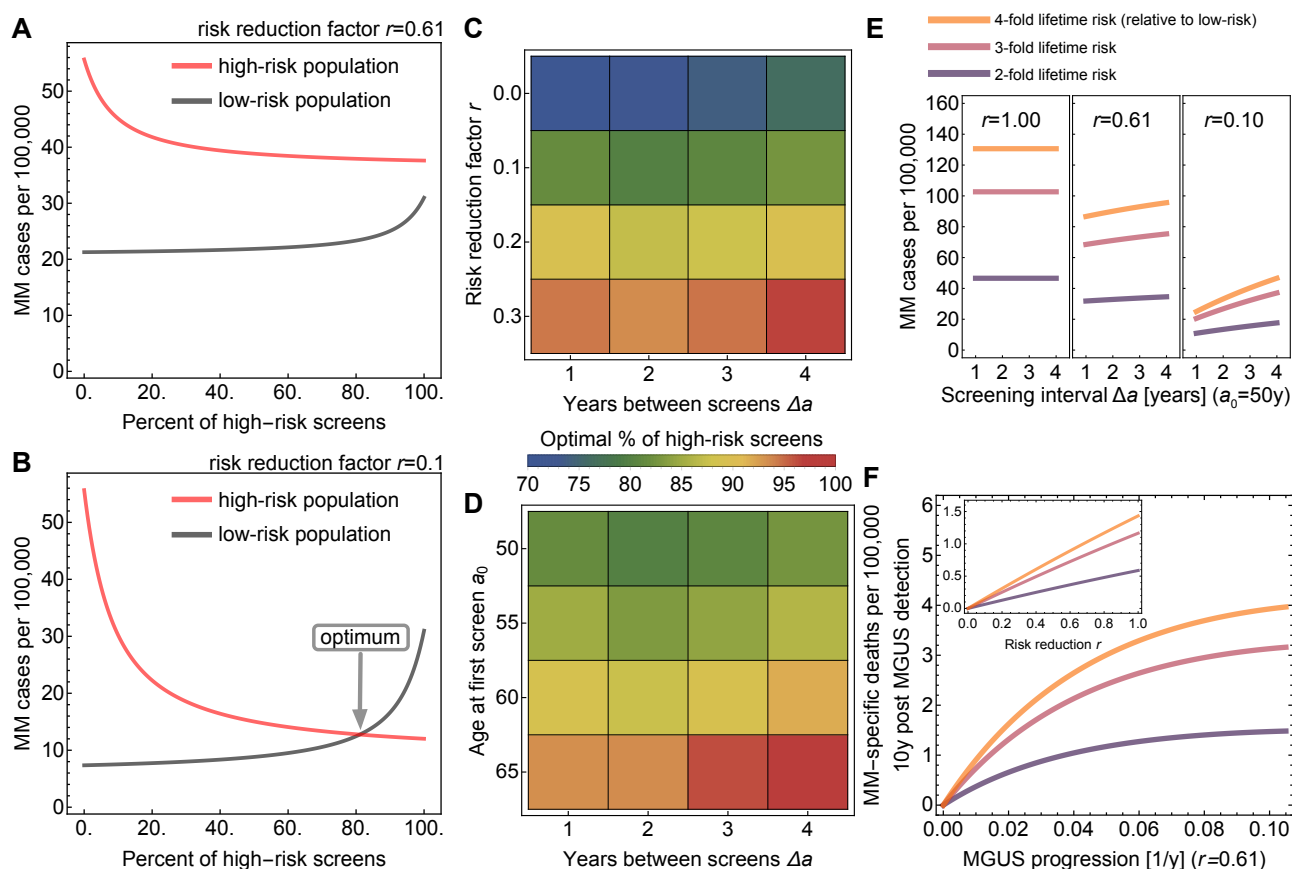 A
risk reduction factor r=0.61
high-risk population
low-risk population
MM cases per 100,000
50
40
30
20
10
0
0. 20. 40. 60. 80. 100.
Percent of high-risk screens
B
risk reduction factor r=0.1
high-risk population
low-risk population
optimum
MM cases per 100,000
50
40
30
20
10
0
0. 20. 40. 60. 80. 100.
Percent of high-risk screens
C
Risk reduction factor r
0.0
0.1
0.2
0.3
1 2 3 4
Years between screens Δa
Optimal % of high-risk screens
70 75 80 85 90 95 100
D
Age at first screen a0
50
55
60
65
1 2 3 4
Years between screens Δa
E
4-fold lifetime risk (relative to low-risk)
3-fold lifetime risk
2-fold lifetime risk
MM cases per 100,000
160
140
120
100
80
60
40
20
0
r=1.00 r=0.61 r=0.10
1 2 3 4 1 2 3 4 1 2 3 4
Screening interval Δa [years] (a0=50y)
F
MM-specific deaths per 100,000
10y post MGUS detection
6
5
4
3
2
1
0
1.5
1.0
0.5
0.0
0.0 0.2 0.4 0.6 0.8 1.0
Risk reduction r
0.00 0.02 0.04 0.06 0.08 0.10
MGUS progression [1/y] (r=0.61)